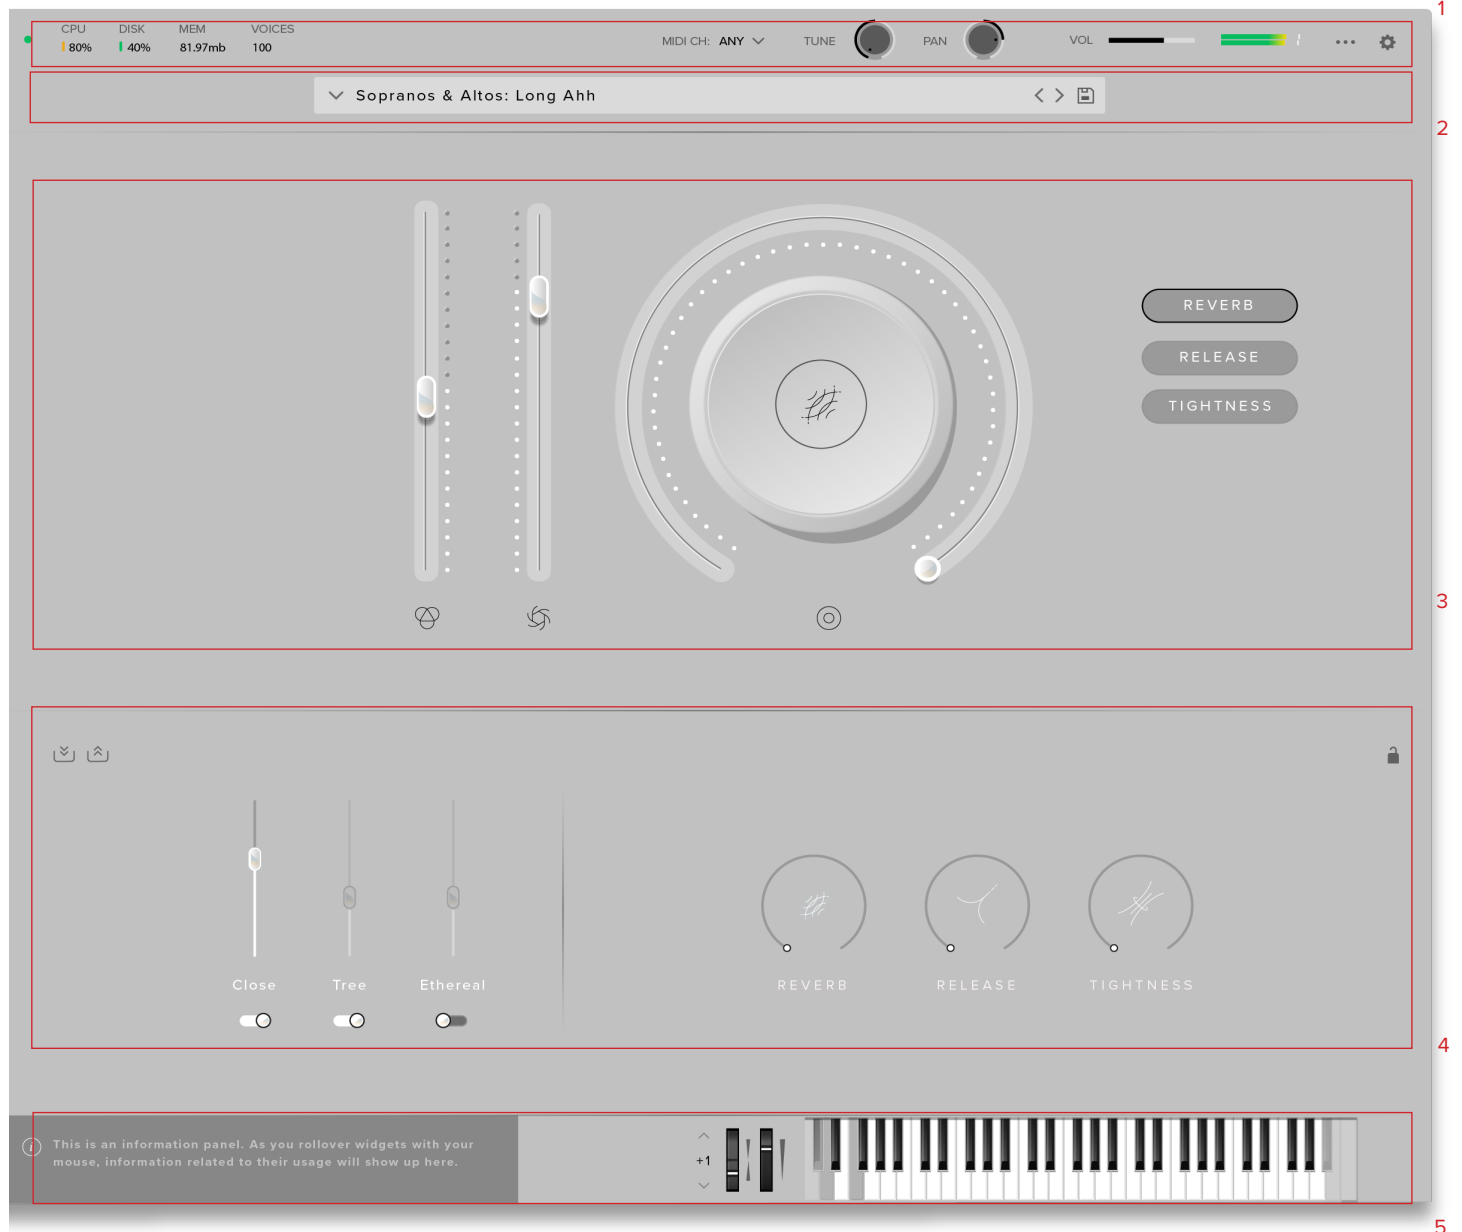 1
CPU DISK MEM VOICES
80% 40% 81.97mb 100
MIDI CH: ANY TUNE PAN VOL
Sopranos & Altos: Long Ahh
2
REVERB
RELEASE
TIGHTNESS
3
Close Tree Ethereal
REVERB RELEASE TIGHTNESS
4
i This is an information panel. As you rollover widgets with your
mouse, information related to their usage will show up here.
+1
5